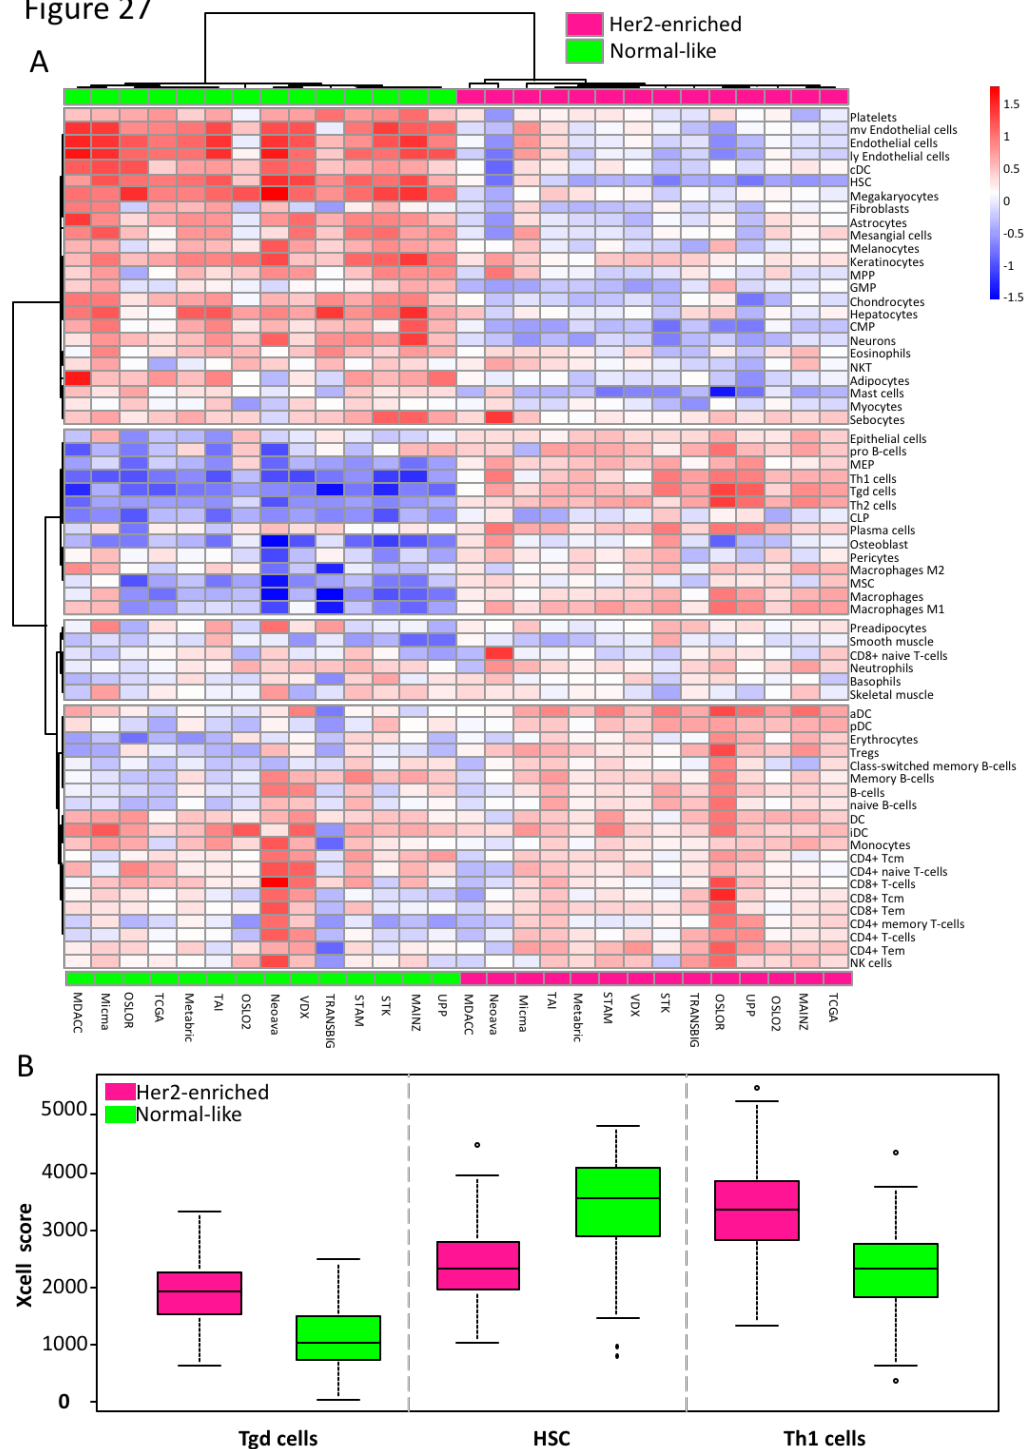 Figure 27
Her2-enriched
Normal-like
A
Platelets
mv Endothelial cells
Endothelial cells
ly Endothelial cells
cDC
HSC
Megakaryocytes
Fibroblasts
Astrocytes
Mesangial cells
Melanocytes
Keratinocytes
MPP
GMP
Chondrocytes
Hepatocytes
CMP
Neurons
Eosinophils
NKT
Adipocytes
Mast cells
Myocytes
Sebocytes
1.5
1
0.5
0
-0.5
-1
-1.5
Epithelial cells
pro B-cells
MEP
Th1 cells
Tgd cells
Th2 cells
CLP
Plasma cells
Osteoblast
Pericytes
Macrophages M2
MSC
Macrophages
Macrophages M1
Preadipocytes
Smooth muscle
CD8+ naive T-cells
Neutrophils
Basophils
Skeletal muscle
aDC
pDC
Erythrocytes
Tregs
Class-switched memory B-cells
Memory B-cells
B-cells
naive B-cells
DC
iDC
Monocytes
CD4+ Tcm
CD4+ naive T-cells
CD8+ T-cells
CD8+ Tcm
CD8+ Tem
CD4+ memory T-cells
CD4+ T-cells
CD4+ Tem
NK cells
MDACC
Micma
OSLOR
TCGA
Metabric
TAI
OSLO2
Neoava
VDX
TRANSBIG
STAM
STK
MAINZ
UPP
MDACC
Neoava
Micma
TAI
Metabric
STAM
VDX
STK
TRANSBIG
OSLOR
UPP
OSLO2
MAINZ
TCGA
B
Her2-enriched
Normal-like
Xcell score
5000
4000
3000
2000
1000
0
Tgd cells
HSC
Th1 cells